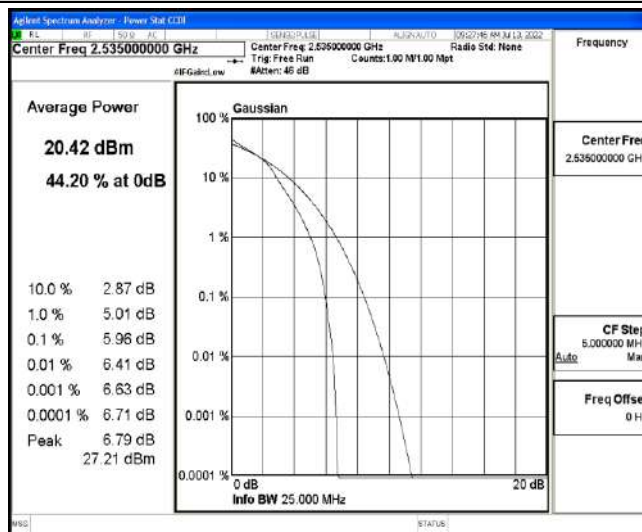 Agilent Spectrum Analyzer - Power Stat CCDF
RL RF 50 Ω AC SENSE:PULSE ALIGN AUTO 09:27:46 AM Jul 13, 2022
Center Freq 2.535000000 GHz
Center Freq: 2.535000000 GHz Radio Std: None
Trig: Free Run Counts:1.00 M/1.00 Mpt
#IFGain:Low #Atten: 46 dB
Frequency
Average Power
20.42 dBm
44.20 % at 0dB
10.0 % 2.87 dB
1.0 % 5.01 dB
0.1 % 5.96 dB
0.01 % 6.41 dB
0.001 % 6.63 dB
0.0001 % 6.71 dB
Peak 6.79 dB
27.21 dBm
Gaussian
100 %
10 %
1 %
0.1 %
0.01 %
0.001 %
0.0001 %
0 dB 20 dB
Info BW 25.000 MHz
Center Fre
2.535000000 GH
CF Ste
5.000000 MH
Auto Ma
Freq Offse
0 H
MSG STATUS